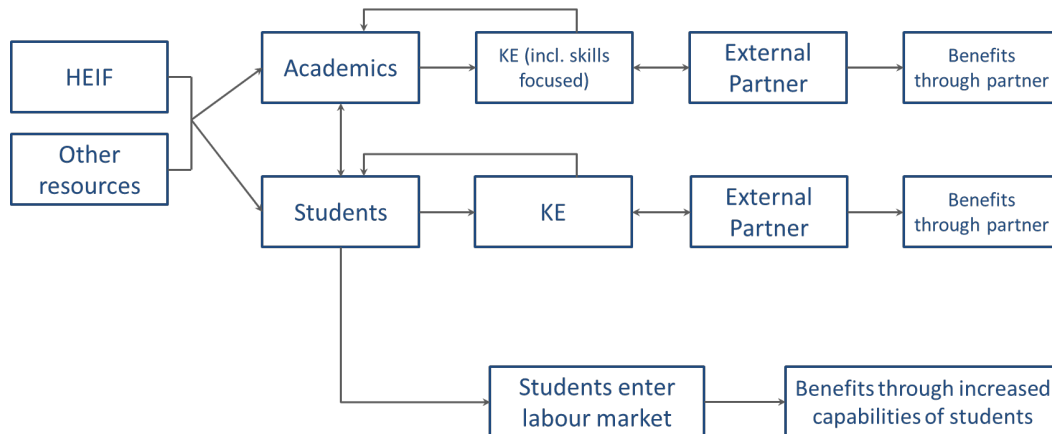 HEIF
Other
resources
Academics
KE (incl. skills
focused)
External
Partner
Benefits
through partner
Students
KE
External
Partner
Benefits
through partner
Students enter
labour market
Benefits through increased
capabilities of students